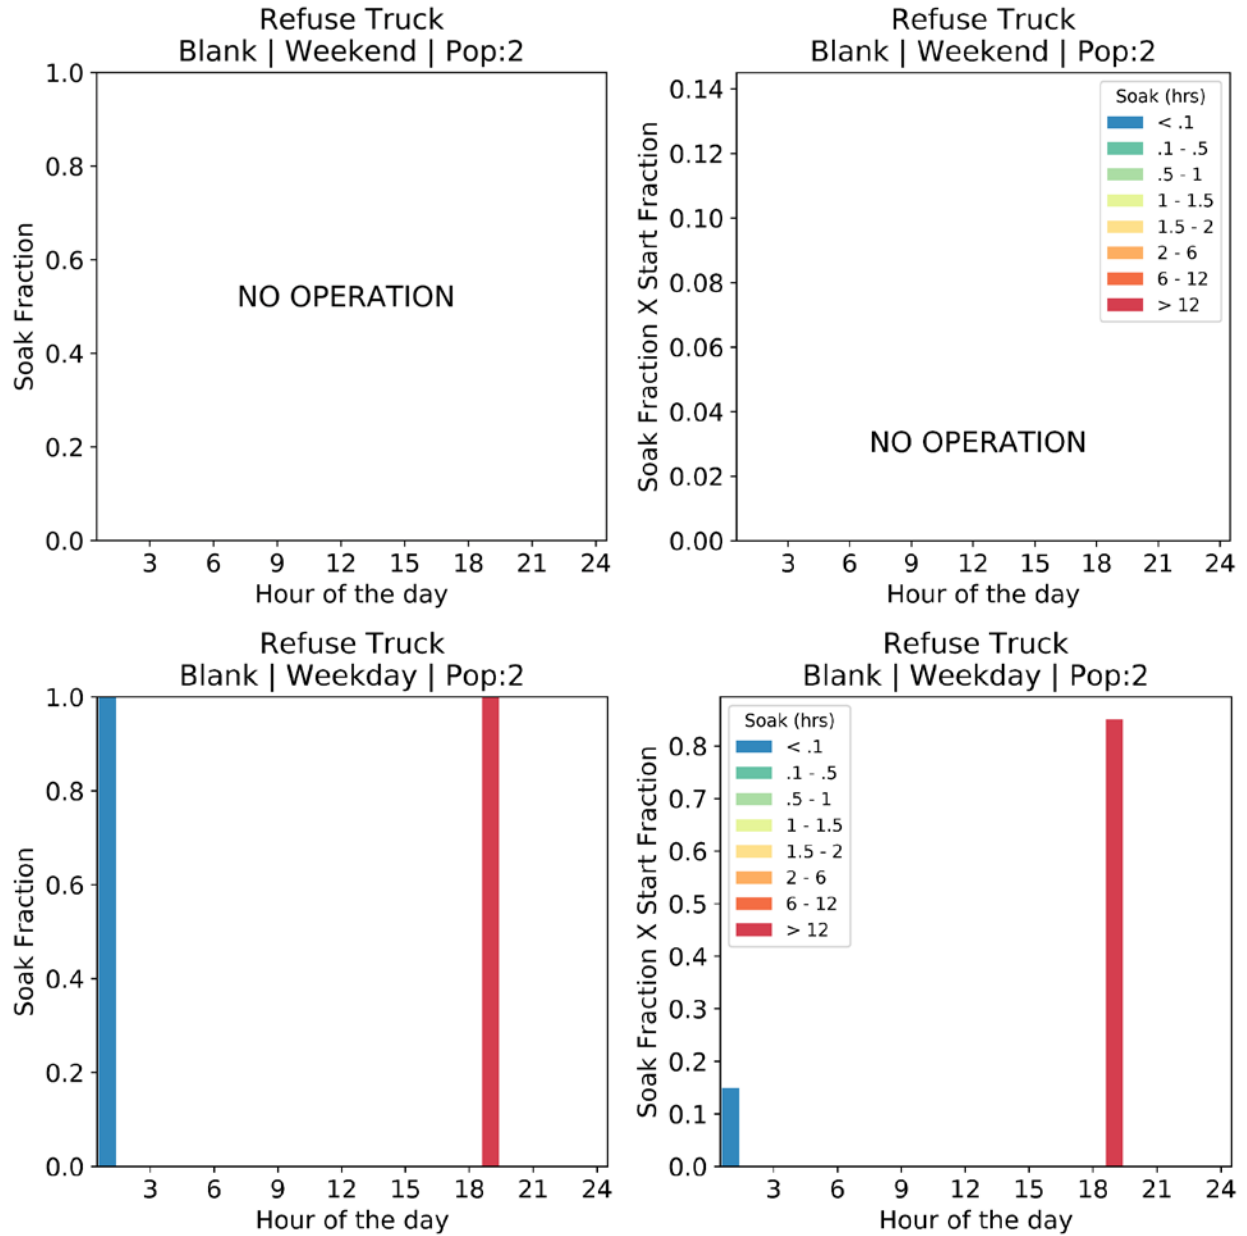 Refuse Truck
Blank | Weekend | Pop:2
1.0
0.8
0.6
0.4
0.2
0.0
Soak Fraction
NO OPERATION
3 6 9 12 15 18 21 24
Hour of the day
Refuse Truck
Blank | Weekend | Pop:2
0.14
0.12
0.10
0.08
0.06
0.04
0.02
0.00
Soak Fraction X Start Fraction
Soak (hrs)
< .1
.1 - .5
.5 - 1
1 - 1.5
1.5 - 2
2 - 6
6 - 12
> 12
NO OPERATION
3 6 9 12 15 18 21 24
Hour of the day
Refuse Truck
Blank | Weekday | Pop:2
1.0
0.8
0.6
0.4
0.2
0.0
Soak Fraction
3 6 9 12 15 18 21 24
Hour of the day
Refuse Truck
Blank | Weekday | Pop:2
0.8
0.7
0.6
0.5
0.4
0.3
0.2
0.1
0.0
Soak Fraction X Start Fraction
Soak (hrs)
< .1
.1 - .5
.5 - 1
1 - 1.5
1.5 - 2
2 - 6
6 - 12
> 12
3 6 9 12 15 18 21 24
Hour of the day